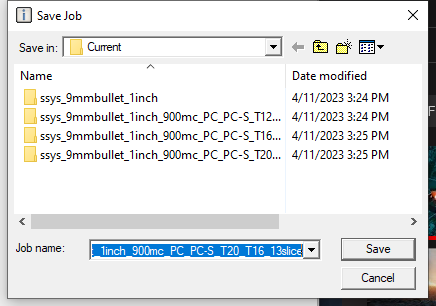 Save Job
Save in: Current
Name Date modified
ssys_9mmbullet_1inch 4/11/2023 3:24 PM
ssys_9mmbullet_1inch_900mc_PC_PC-S_T12... 4/11/2023 3:24 PM
ssys_9mmbullet_1inch_900mc_PC_PC-S_T16... 4/11/2023 3:25 PM
ssys_9mmbullet_1inch_900mc_PC_PC-S_T20... 4/11/2023 3:25 PM
F
Job name: _1inch_900mc_PC_PC-S_T20_T16_13slice Save
Cancel